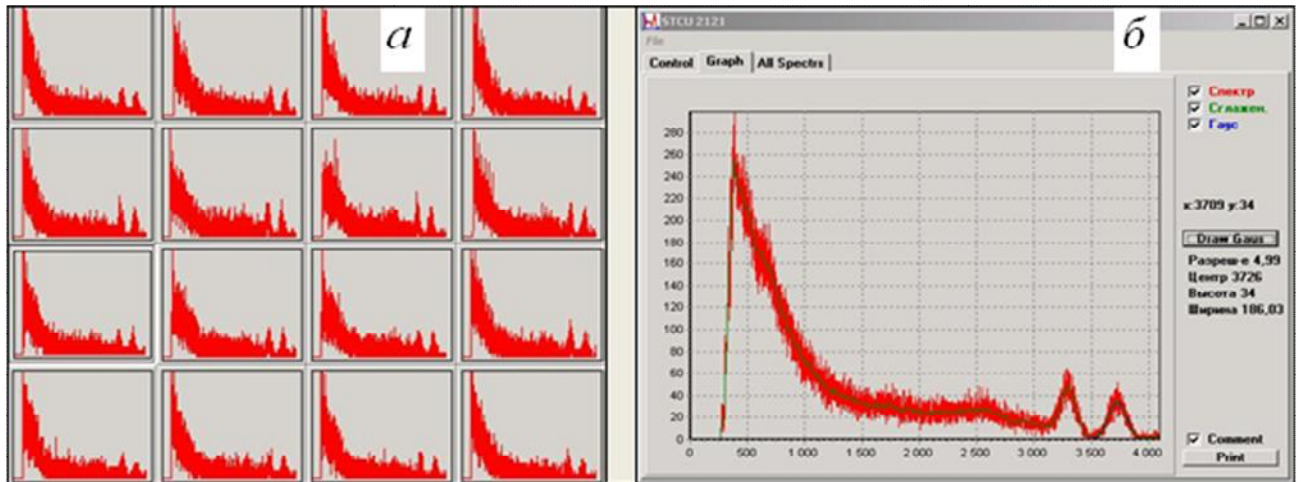 а
б
STCU 2121
File
Control Graph All Spectrs
280
260
240
220
200
180
160
140
120
100
80
60
40
20
0
0 500 1 000 1 500 2 000 2 500 3 000 3 500 4 000
Спектр
Сглажен.
Гаус
x:3709 y:34
Draw Gaus
Разреш-е 4,99
Центр 3726
Высота 34
Ширина 186,03
Comment
Print